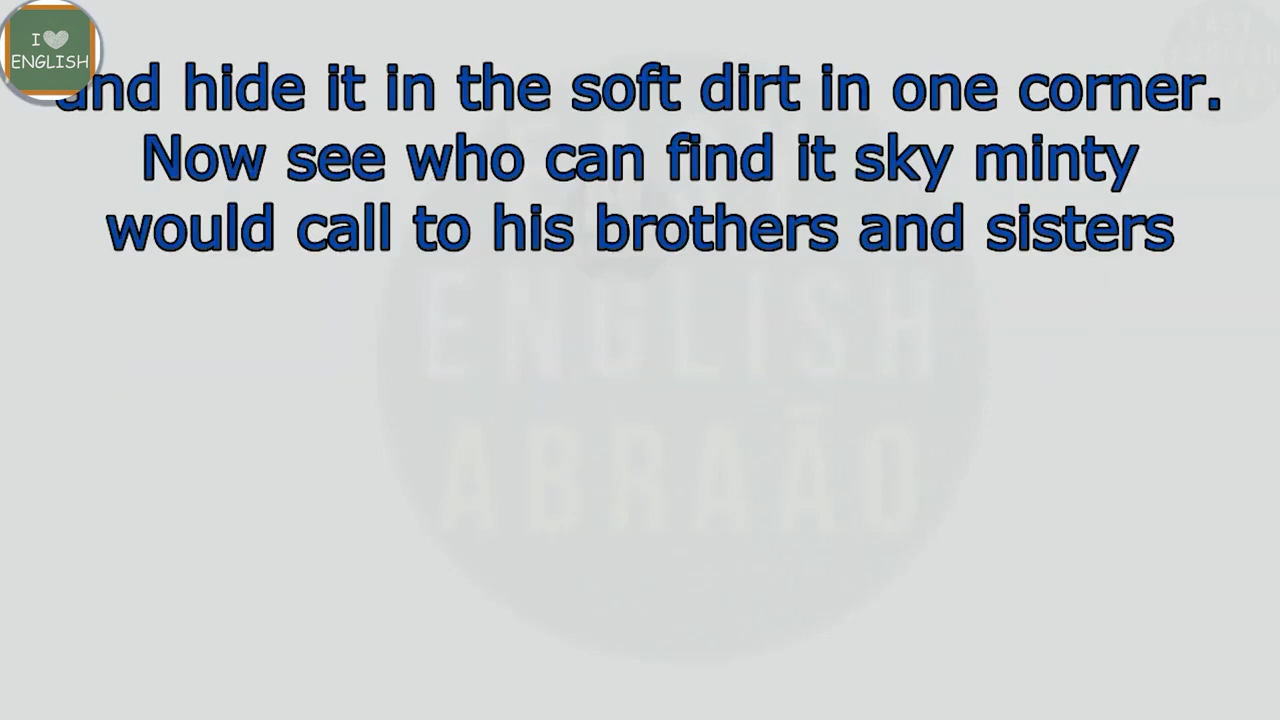 I
ENGLISH
and hide it in the soft dirt in one corner.
Now see who can find it sky minty
would call to his brothers and sisters
ENGLISH
ABRAÃO